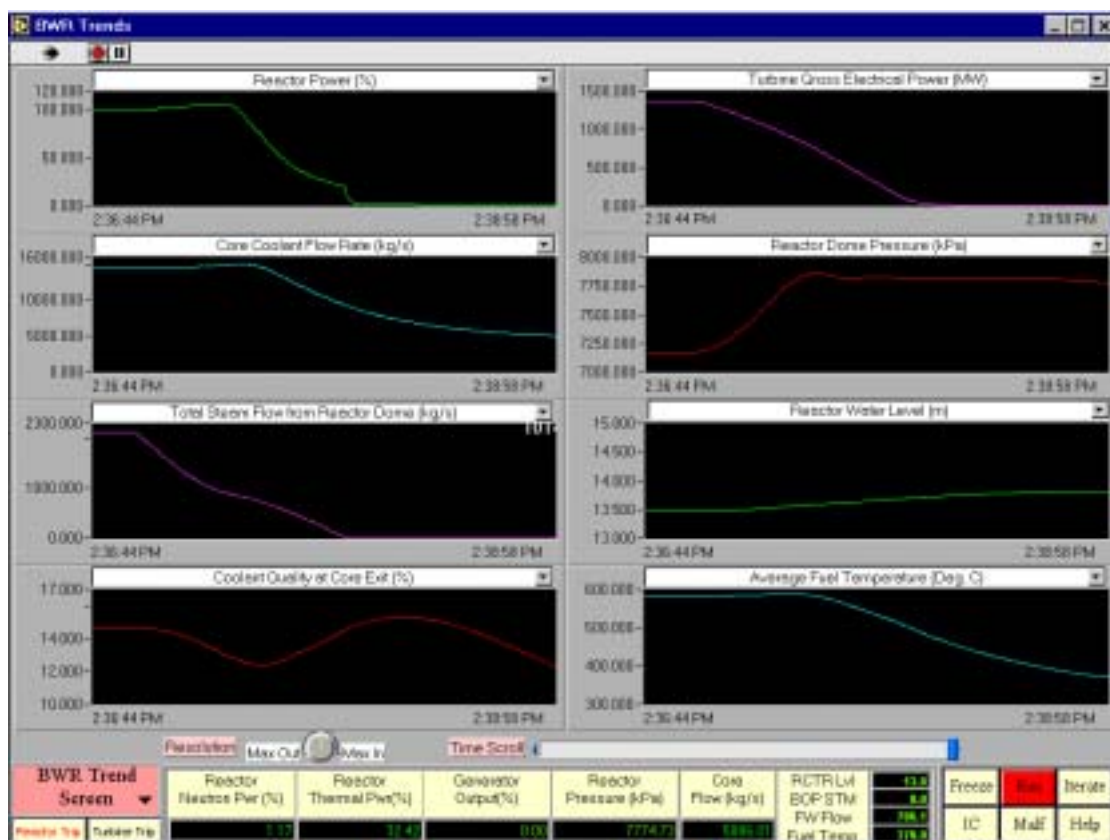 BWR Trends
Reactor Power (%)
120.000
100.000
50.000
0.000
2:36:44 PM
2:38:58 PM
Turbine Gross Electrical Power (MW)
1500.000
1000.000
500.000
0.000
2:36:44 PM
2:38:58 PM
Core Coolant Flow Rate (kg/s)
16000.000
10000.000
5000.000
0.000
2:36:44 PM
2:38:58 PM
Reactor Dome Pressure (kPa)
8000.000
7750.000
7500.000
7250.000
7000.000
2:36:44 PM
2:38:58 PM
Total Steam Flow from Reactor Dome (kg/s)
2300.000
1000.000
0.000
2:36:44 PM
2:38:58 PM
Reactor Water Level (m)
15.000
14.500
14.000
13.500
13.000
2:36:44 PM
2:38:58 PM
Coolant Quality at Core Exit (%)
17.000
14.000
12.000
10.000
2:36:44 PM
2:38:58 PM
Average Fuel Temperature (Deg. C)
600.000
500.000
400.000
300.000
2:36:44 PM
2:38:58 PM
Resolution Max Out Max In Time Scroll
BWR Trend Screen
Reactor Trip Turbine Trip
Reactor Neutron Pwr (%)
Reactor Thermal Pwr(%)
32.42
Generator Output(%)
0.00
Reactor Pressure (kPa)
7774.73
Core Flow (kg/s)
RCTR Lvl
BOP STM 0.0
FW Flow
Fuel Temp
Freeze Run Iterate
IC Malf Help